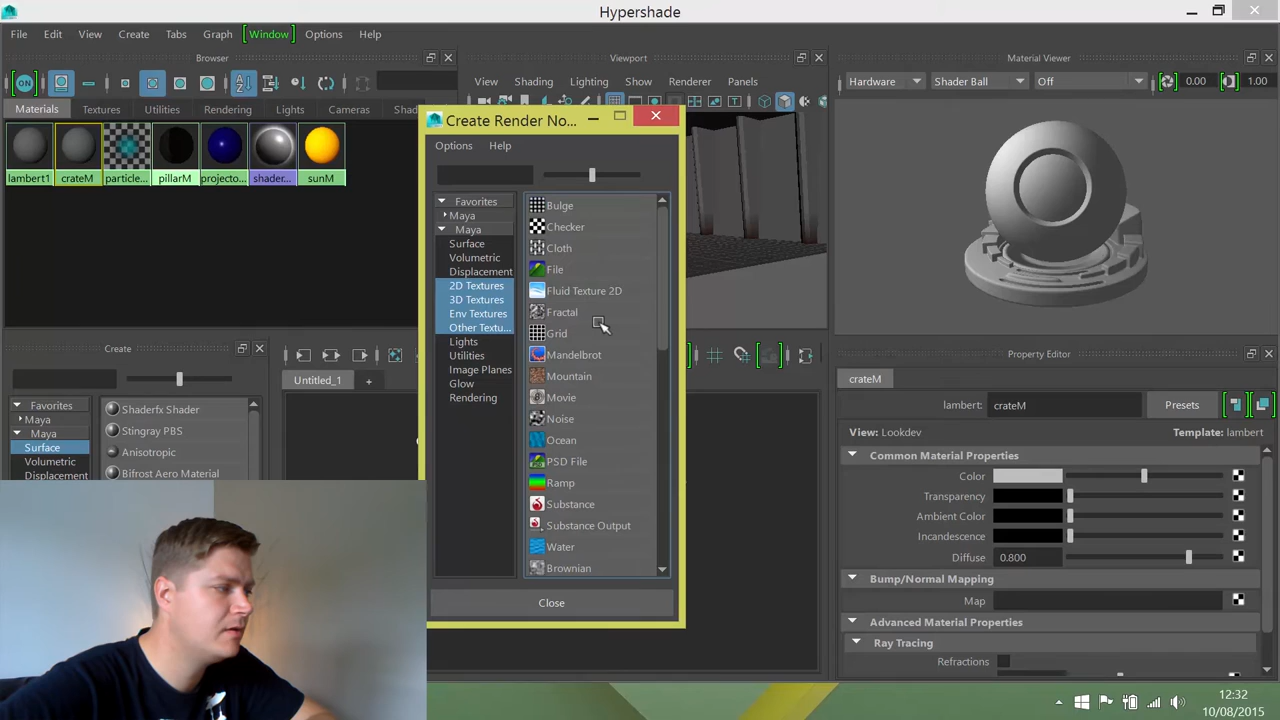 Hypershade
File Edit View Create Tabs Graph Window Options Help
Browser
Viewport
Material Viewer
View Shading Lighting Show Renderer Panels
Hardware Shader Ball Off 0.00 1.00
Materials Textures Utilities Rendering Lights Cameras
lambert1 crateM particle... pillarM projecto... shader... sunM
Create Render No...
Options Help
Favorites
Maya
Maya
Surface
Volumetric
Displacement
2D Textures
3D Textures
Env Textures
Other Textu...
Lights
Utilities
Image Planes
Glow
Rendering
Bulge
Checker
Cloth
File
Fluid Texture 2D
Fractal
Grid
Mandelbrot
Mountain
Movie
Noise
Ocean
PSD File
Ramp
Substance
Substance Output
Water
Brownian
Close
Create
Untitled_1 +
Favorites
Maya
Maya
Surface
Volumetric
Displacement
Shaderfx Shader
Stingray PBS
Anisotropic
Bifrost Aero Material
Property Editor
crateM
lambert: crateM Presets
View: Lookdev Template: lambert
Common Material Properties
Color
Transparency
Ambient Color
Incandescence
Diffuse 0.800
Bump/Normal Mapping
Map
Advanced Material Properties
Ray Tracing
Refractions
12:32
10/08/2015